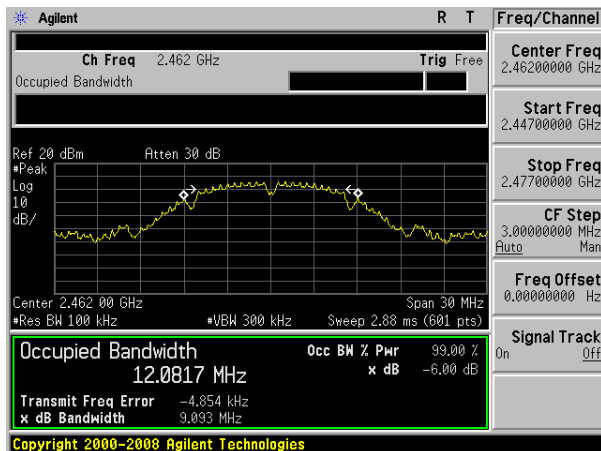 Agilent R T
Freq/Channel
Ch Freq 2.462 GHz Trig Free
Occupied Bandwidth
Center Freq
2.46200000 GHz
Start Freq
2.44700000 GHz
Stop Freq
2.47700000 GHz
CF Step
3.00000000 MHz
Auto Man
Freq Offset
0.00000000 Hz
Signal Track
On Off
Ref 20 dBm Atten 30 dB
#Peak
Log
10
dB/
Center 2.462 00 GHz Span 30 MHz
#Res BW 100 kHz #VBW 300 kHz Sweep 2.88 ms (601 pts)
Occupied Bandwidth Occ BW % Pwr 99.00 %
12.0817 MHz x dB -6.00 dB
Transmit Freq Error -4.854 kHz
x dB Bandwidth 9.093 MHz
Copyright 2000-2008 Agilent Technologies